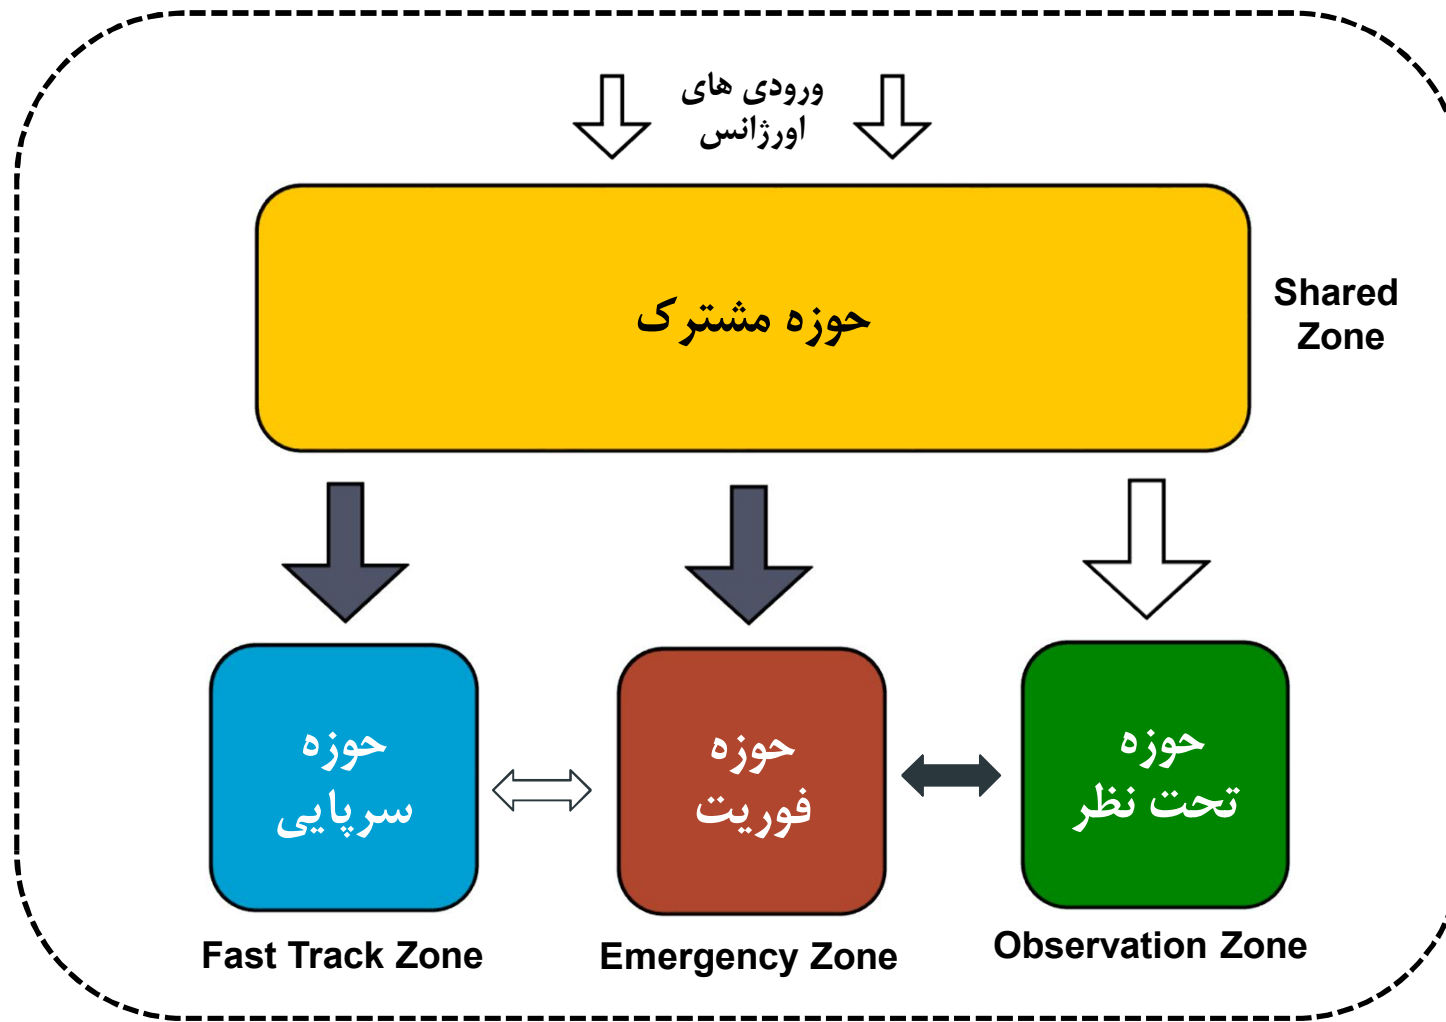 ورودی های
اورژانس
حوزه مشترک
Shared
Zone
حوزه
سرپایی
حوزه
فوریت
حوزه
تحت نظر
Fast Track Zone
Emergency Zone
Observation Zone